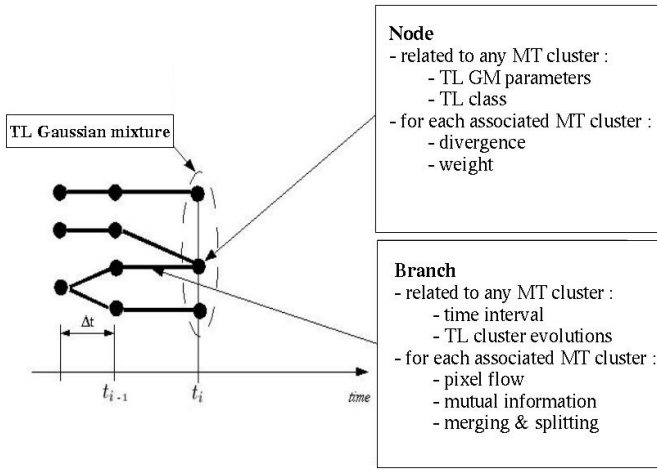 Node
- related to any MT cluster :
- TL GM parameters
- TL class
- for each associated MT cluster :
- divergence
- weight
TL Gaussian mixture
Branch
- related to any MT cluster :
- time interval
- TL cluster evolutions
- for each associated MT cluster :
- pixel flow
- mutual information
- merging & splitting
Δt
t_{i-1}
t_i
time